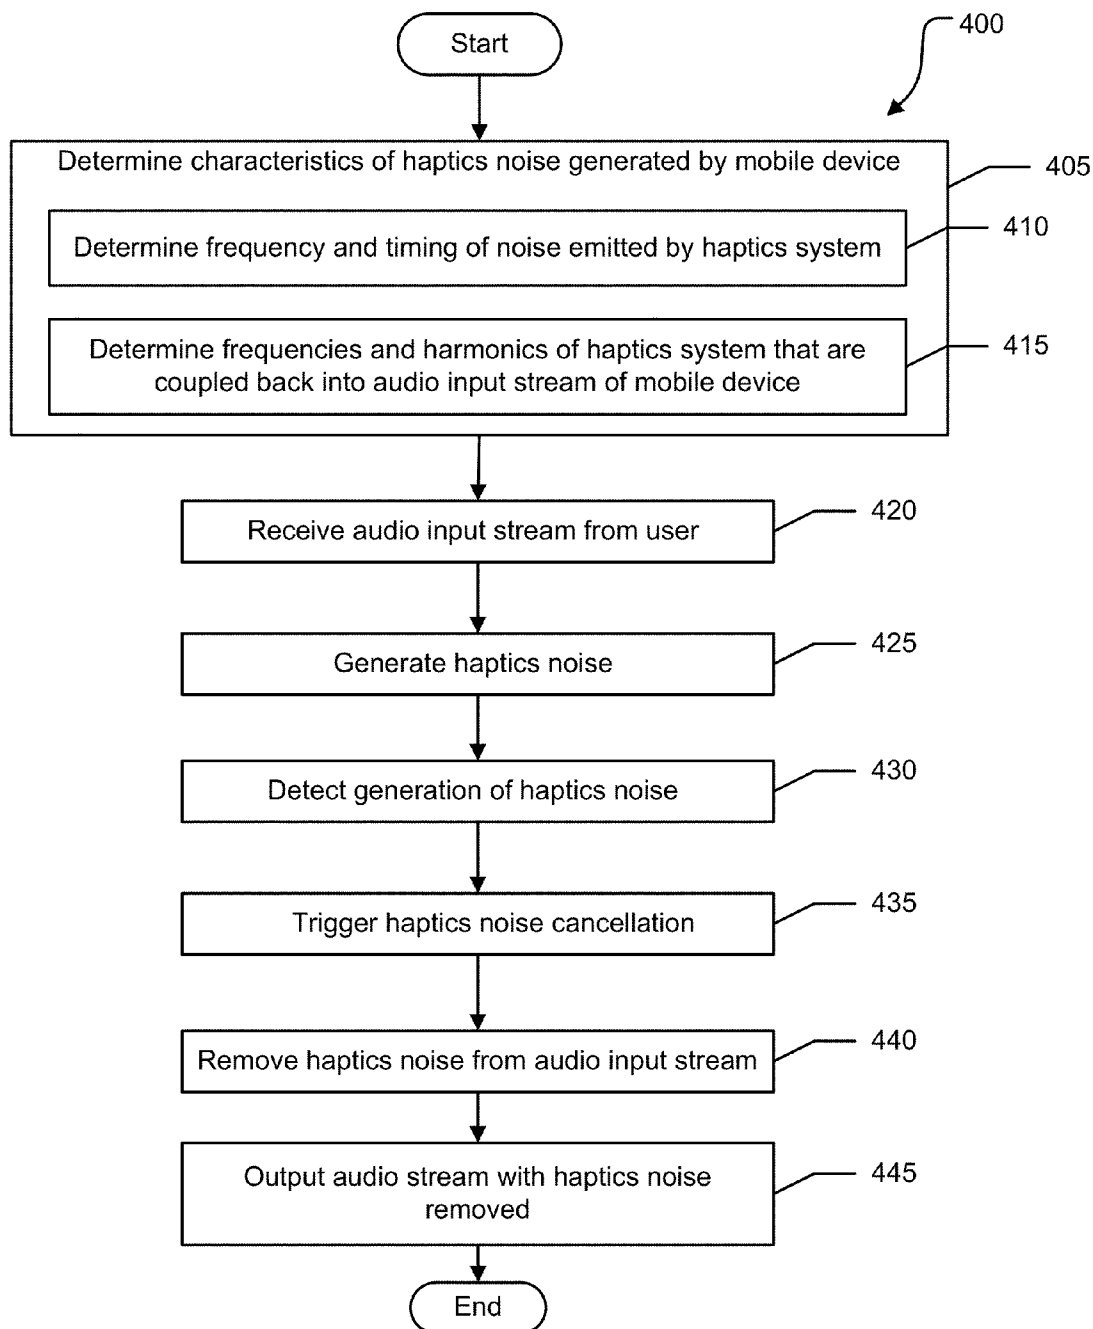 Start
400
Determine characteristics of haptics noise generated by mobile device
405
Determine frequency and timing of noise emitted by haptics system
410
Determine frequencies and harmonics of haptics system that are
coupled back into audio input stream of mobile device
415
Receive audio input stream from user
420
Generate haptics noise
425
Detect generation of haptics noise
430
Trigger haptics noise cancellation
435
Remove haptics noise from audio input stream
440
Output audio stream with haptics noise
removed
445
End